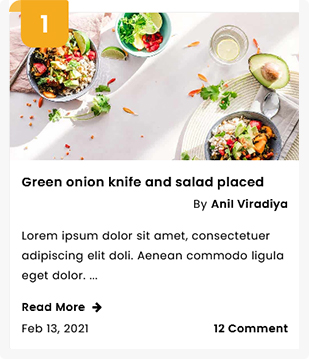 1
Green onion knife and salad placed
By Anil Viradiya
Lorem ipsum dolor sit amet, consectetuer
adipiscing elit doli. Aenean commodo ligula
eget dolor. ...
Read More →
Feb 13, 2021
12 Comment